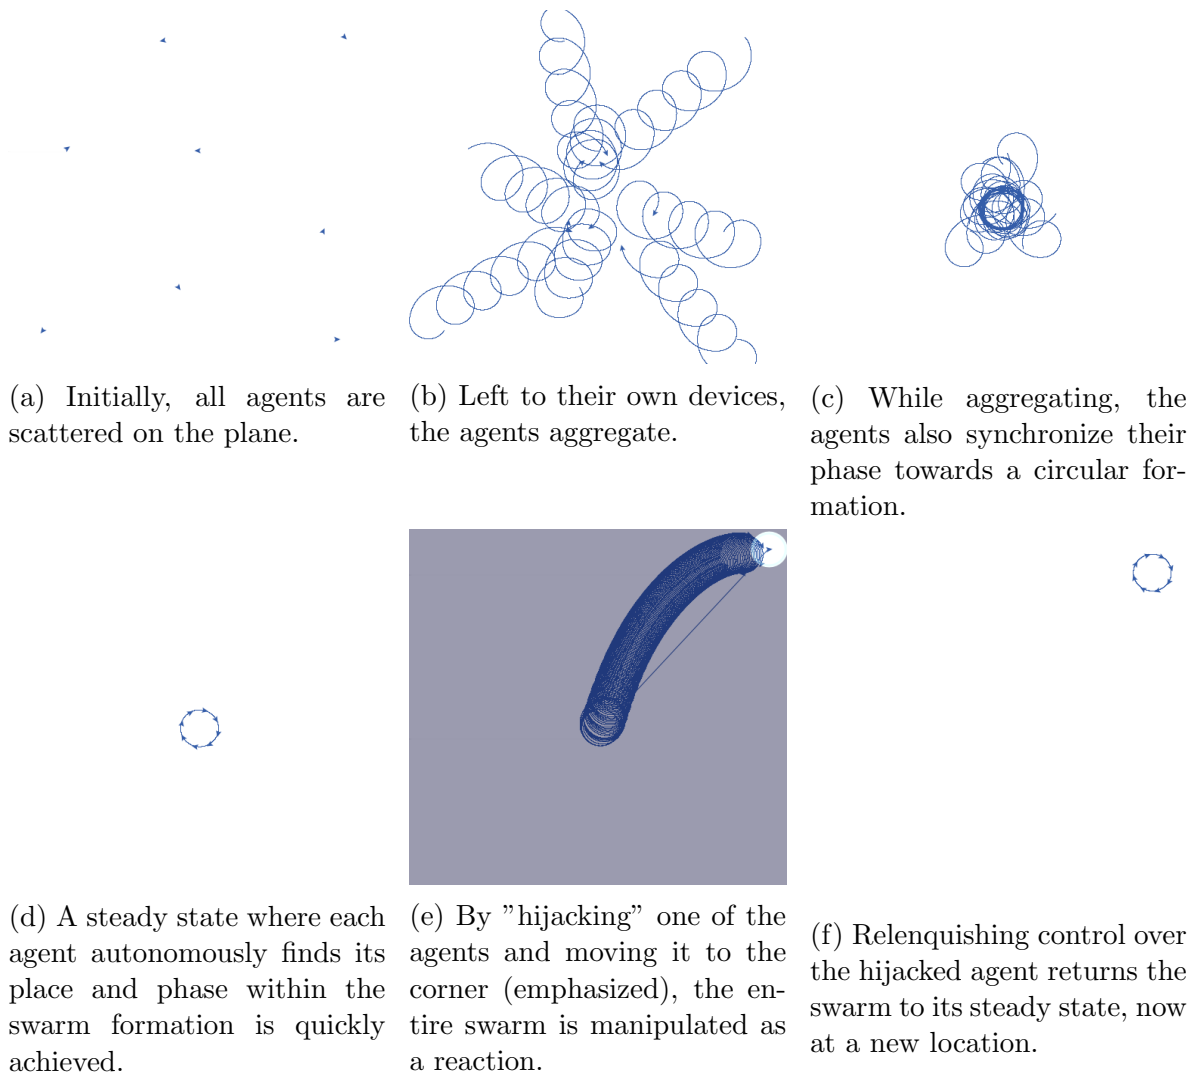 (a) Initially, all agents are
scattered on the plane.
(b) Left to their own devices,
the agents aggregate.
(c) While aggregating, the
agents also synchronize their
phase towards a circular for-
mation.
(d) A steady state where each
agent autonomously finds its
place and phase within the
swarm formation is quickly
achieved.
(e) By ”hijacking” one of the
agents and moving it to the
corner (emphasized), the en-
tire swarm is manipulated as
a reaction.
(f) Relenquishing control over
the hijacked agent returns the
swarm to its steady state, now
at a new location.